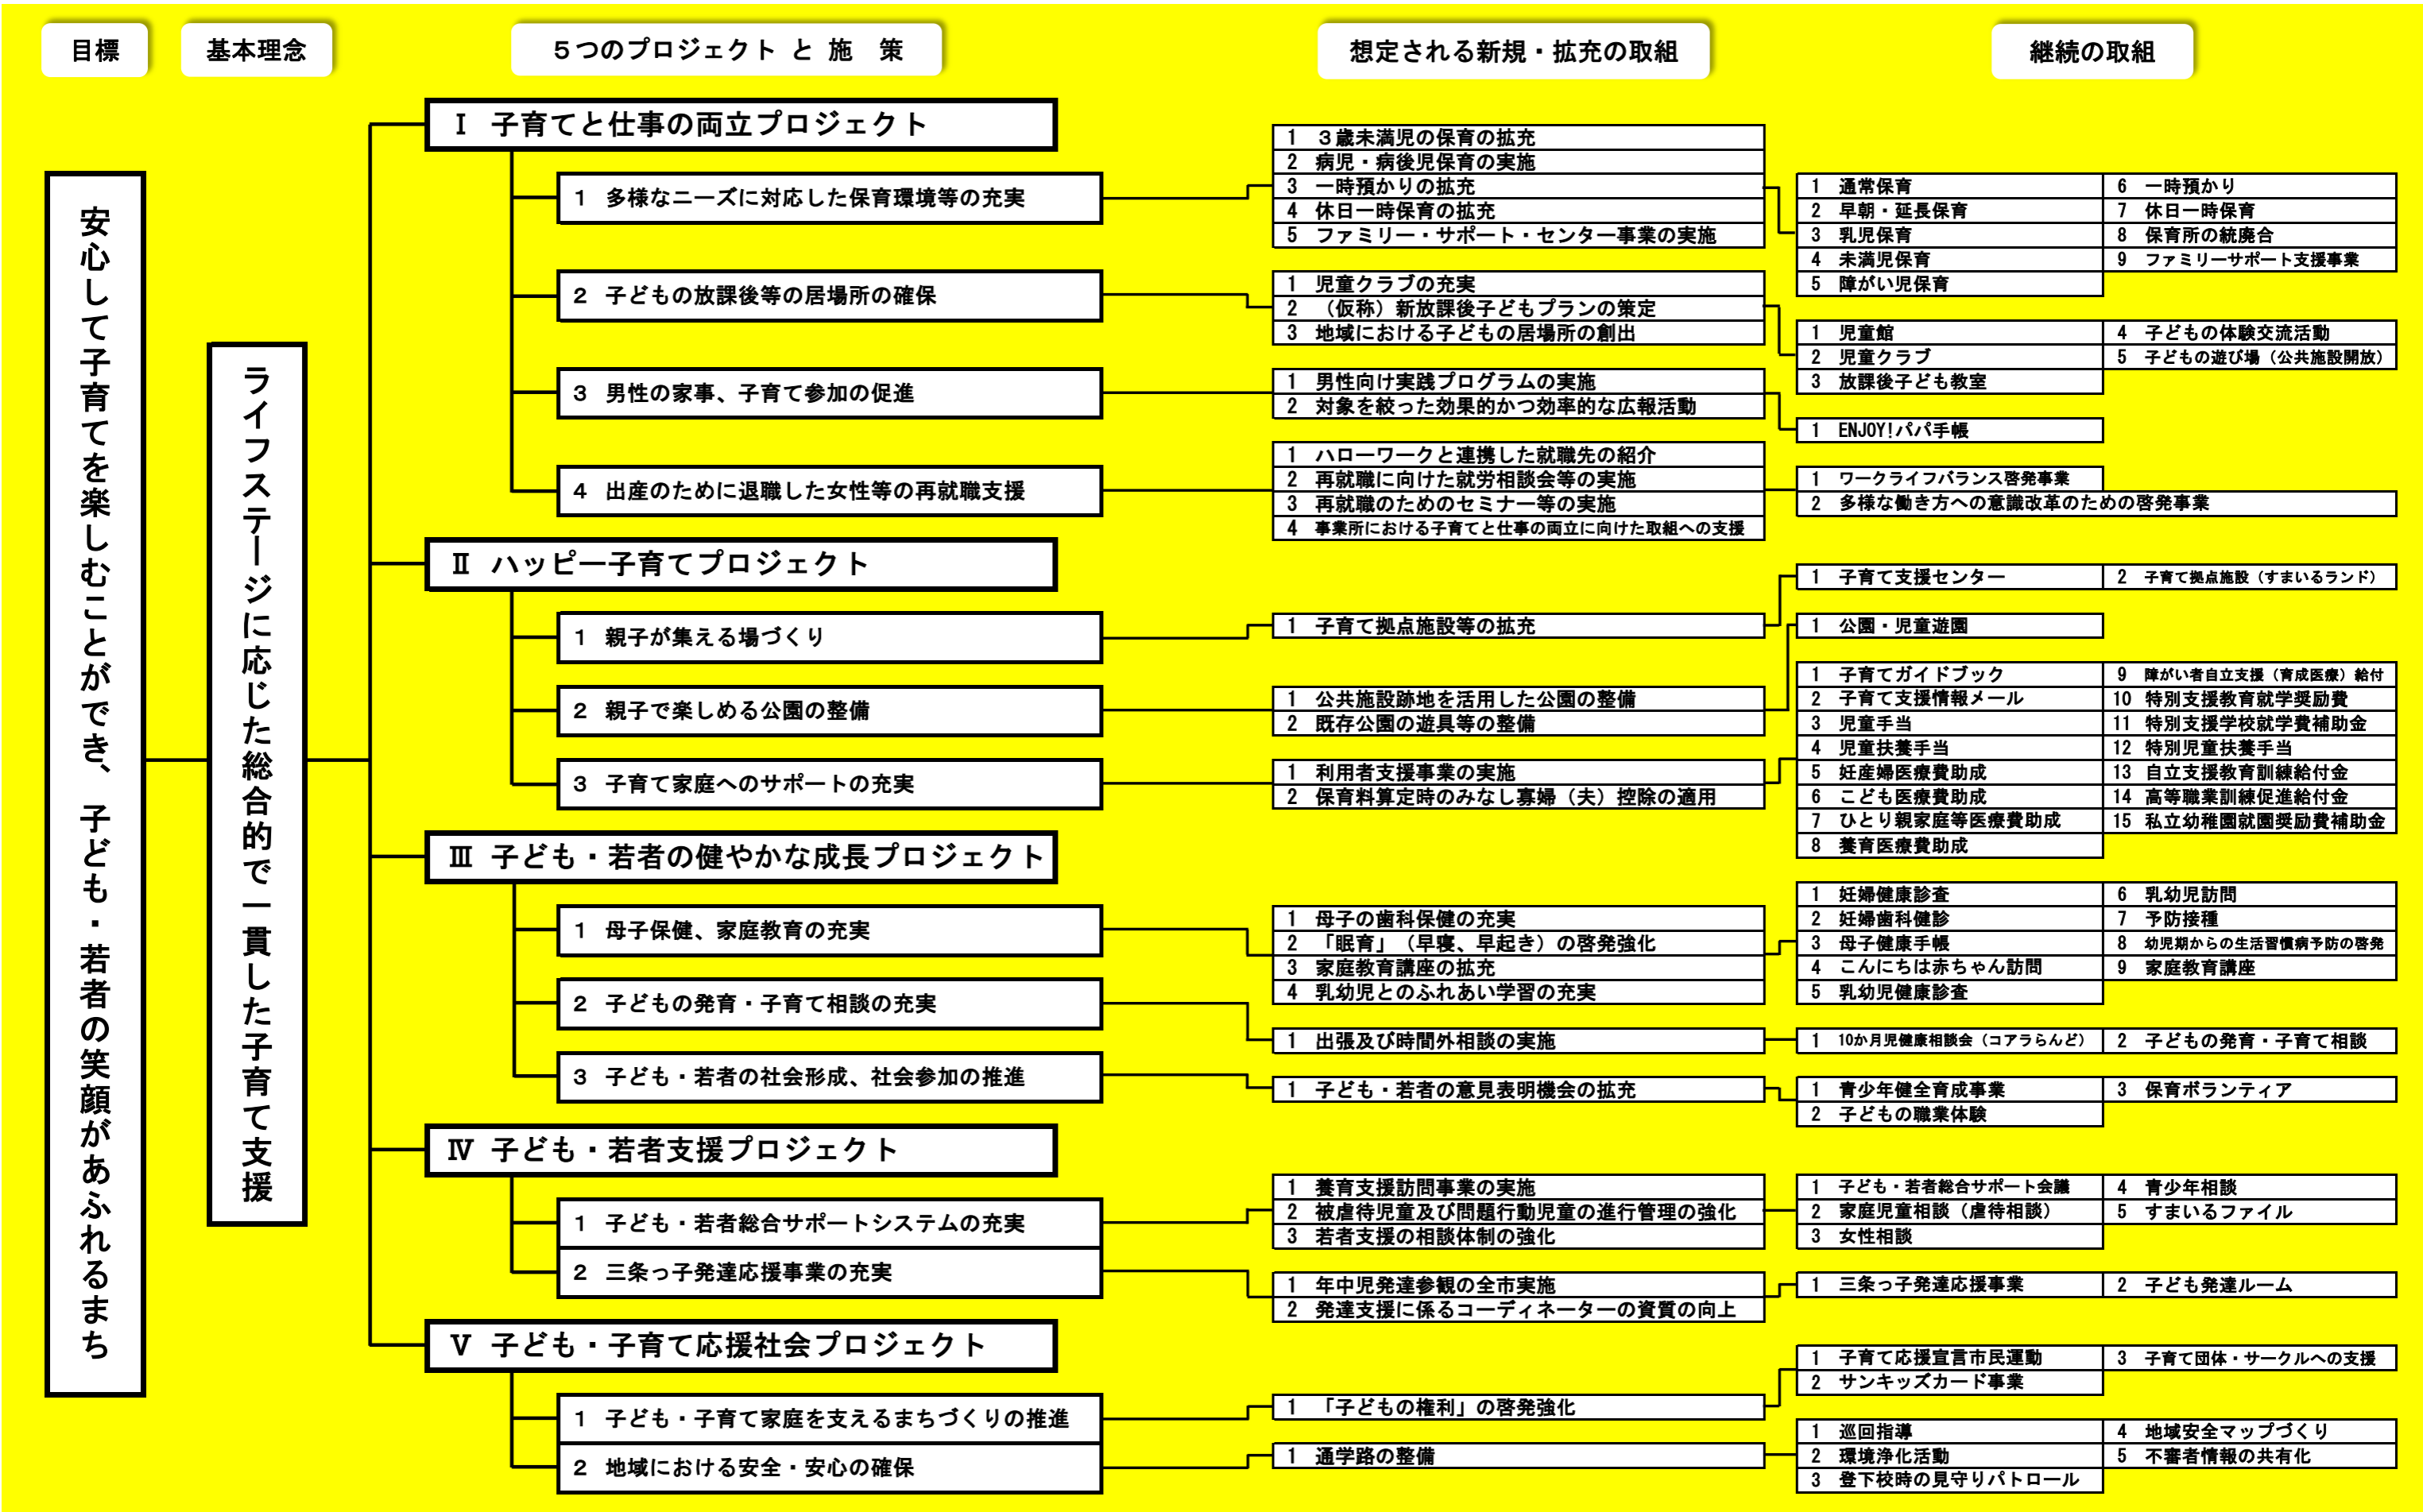 目標
基本理念
５つのプロジェクト と 施　策
想定される新規・拡充の取組
継続の取組
安心して子育てを楽しむことができ、子ども・若者の笑顔があふれるまち
ライフステージに応じた総合的で一貫した子育て支援
Ⅰ 子育てと仕事の両立プロジェクト
1 多様なニーズに対応した保育環境等の充実
1 ３歳未満児の保育の拡充
2 病児・病後児保育の実施
3 一時預かりの拡充
4 休日一時保育の拡充
5 ファミリー・サポート・センター事業の実施
1 通常保育
2 早朝・延長保育
3 乳児保育
4 未満児保育
5 障がい児保育
6 一時預かり
7 休日一時保育
8 保育所の統廃合
9 ファミリーサポート支援事業
2 子どもの放課後等の居場所の確保
1 児童クラブの充実
2 （仮称）新放課後子どもプランの策定
3 地域における子どもの居場所の創出
1 児童館
2 児童クラブ
3 放課後子ども教室
4 子どもの体験交流活動
5 子どもの遊び場（公共施設開放）
3 男性の家事、子育て参加の促進
1 男性向け実践プログラムの実施
2 対象を絞った効果的かつ効率的な広報活動
1 ENJOY!パパ手帳
4 出産のために退職した女性等の再就職支援
1 ハローワークと連携した就職先の紹介
2 再就職に向けた就労相談会等の実施
3 再就職のためのセミナー等の実施
4 事業所における子育てと仕事の両立に向けた取組への支援
1 ワークライフバランス啓発事業
2 多様な働き方への意識改革のための啓発事業
Ⅱ ハッピー子育てプロジェクト
1 親子が集える場づくり
1 子育て拠点施設等の拡充
1 子育て支援センター
2 子育て拠点施設（すまいるランド）
2 親子で楽しめる公園の整備
1 公共施設跡地を活用した公園の整備
2 既存公園の遊具等の整備
1 公園・児童遊園
3 子育て家庭へのサポートの充実
1 利用者支援事業の実施
2 保育料算定時のみなし寡婦（夫）控除の適用
1 子育てガイドブック
2 子育て支援情報メール
3 児童手当
4 児童扶養手当
5 妊産婦医療費助成
6 こども医療費助成
7 ひとり親家庭等医療費助成
8 養育医療費助成
9 障がい者自立支援（育成医療）給付
10 特別支援教育就学奨励費
11 特別支援学校就学費補助金
12 特別児童扶養手当
13 自立支援教育訓練給付金
14 高等職業訓練促進給付金
15 私立幼稚園就園奨励費補助金
Ⅲ 子ども・若者の健やかな成長プロジェクト
1 母子保健、家庭教育の充実
1 母子の歯科保健の充実
2 「眠育」（早寝、早起き）の啓発強化
3 家庭教育講座の拡充
4 乳幼児とのふれあい学習の充実
1 妊婦健康診査
2 妊婦歯科健診
3 母子健康手帳
4 こんにちは赤ちゃん訪問
5 乳幼児健康診査
6 乳幼児訪問
7 予防接種
8 幼児期からの生活習慣病予防の啓発
9 家庭教育講座
2 子どもの発育・子育て相談の充実
1 出張及び時間外相談の実施
1 10か月児健康相談会（コアラらんど）
2 子どもの発育・子育て相談
3 子ども・若者の社会形成、社会参加の推進
1 子ども・若者の意見表明機会の拡充
1 青少年健全育成事業
2 子どもの職業体験
3 保育ボランティア
Ⅳ 子ども・若者支援プロジェクト
1 子ども・若者総合サポートシステムの充実
1 養育支援訪問事業の実施
2 被虐待児童及び問題行動児童の進行管理の強化
3 若者支援の相談体制の強化
1 子ども・若者総合サポート会議
2 家庭児童相談（虐待相談）
3 女性相談
4 青少年相談
5 すまいるファイル
2 三条っ子発達応援事業の充実
1 年中児発達参観の全市実施
2 発達支援に係るコーディネーターの資質の向上
1 三条っ子発達応援事業
2 子ども発達ルーム
Ⅴ 子ども・子育て応援社会プロジェクト
1 子ども・子育て家庭を支えるまちづくりの推進
1 「子どもの権利」の啓発強化
1 子育て応援宣言市民運動
2 サンキッズカード事業
3 子育て団体・サークルへの支援
2 地域における安全・安心の確保
1 通学路の整備
1 巡回指導
2 環境浄化活動
3 登下校時の見守りパトロール
4 地域安全マップづくり
5 不審者情報の共有化